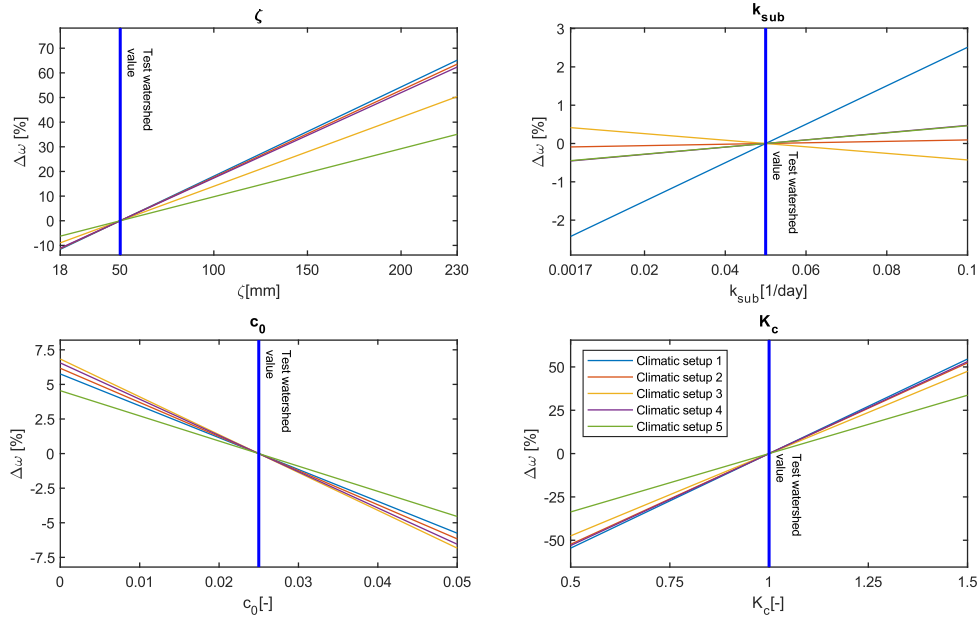 ζ
Δω [%]
70
60
50
40
30
20
10
0
-10
Test watershed
value
18
50
100
150
200
230
ζ[mm]
k_sub
Δω [%]
3
2
1
0
-1
-2
Test watershed
value
0.0017
0.02
0.04
0.06
0.08
0.1
k_sub[1/day]
c_0
Δω [%]
7.5
5
2.5
0
-2.5
-5
-7.5
Test watershed
value
0
0.01
0.02
0.03
0.04
0.05
c_0[-]
K_c
Δω [%]
50
25
0
-25
-50
Climatic setup 1
Climatic setup 2
Climatic setup 3
Climatic setup 4
Climatic setup 5
Test watershed
value
0.5
0.75
1
1.25
1.5
K_c[-]